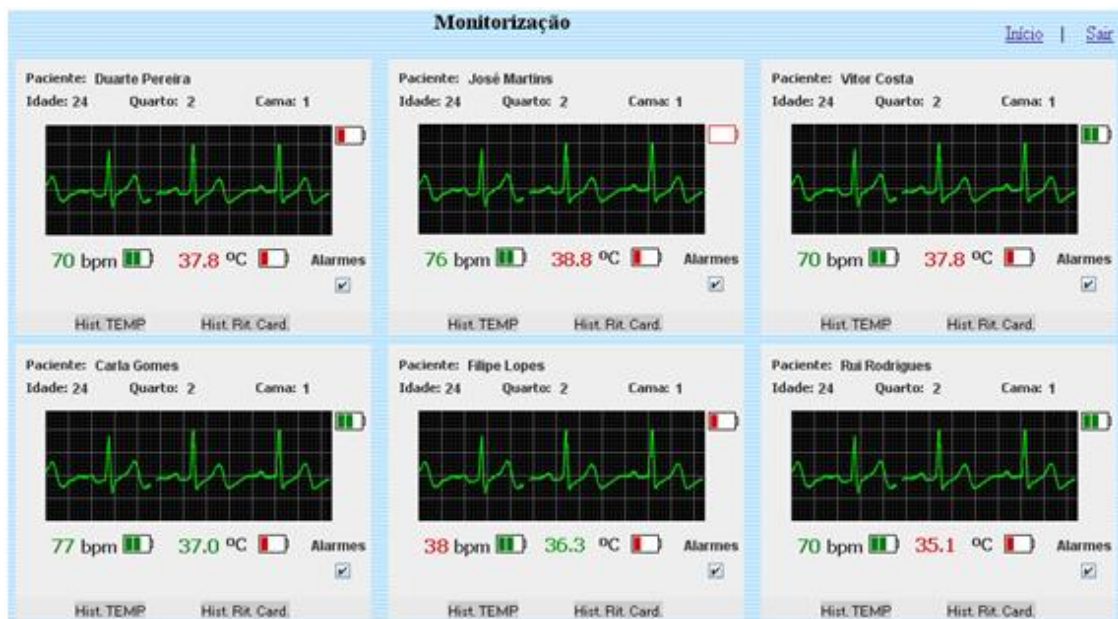 Monitorização
Início | Sair
Paciente: Duarte Pereira
Idade: 24 Quarto: 2 Cama: 1
70 bpm 37.8 ºC Alarmes
Hist. TEMP. Hist. Rit. Card.
Paciente: José Martins
Idade: 24 Quarto: 2 Cama: 1
76 bpm 38.8 ºC Alarmes
Hist. TEMP. Hist. Rit. Card.
Paciente: Vitor Costa
Idade: 24 Quarto: 2 Cama: 1
70 bpm 37.8 ºC Alarmes
Hist. TEMP. Hist. Rit. Card.
Paciente: Carla Gomes
Idade: 24 Quarto: 2 Cama: 1
77 bpm 37.0 ºC Alarmes
Hist. TEMP. Hist. Rit. Card.
Paciente: Filipe Lopes
Idade: 24 Quarto: 2 Cama: 1
38 bpm 36.3 ºC Alarmes
Hist. TEMP. Hist. Rit. Card.
Paciente: Rui Rodrigues
Idade: 24 Quarto: 2 Cama: 1
70 bpm 35.1 ºC Alarmes
Hist. TEMP. Hist. Rit. Card.